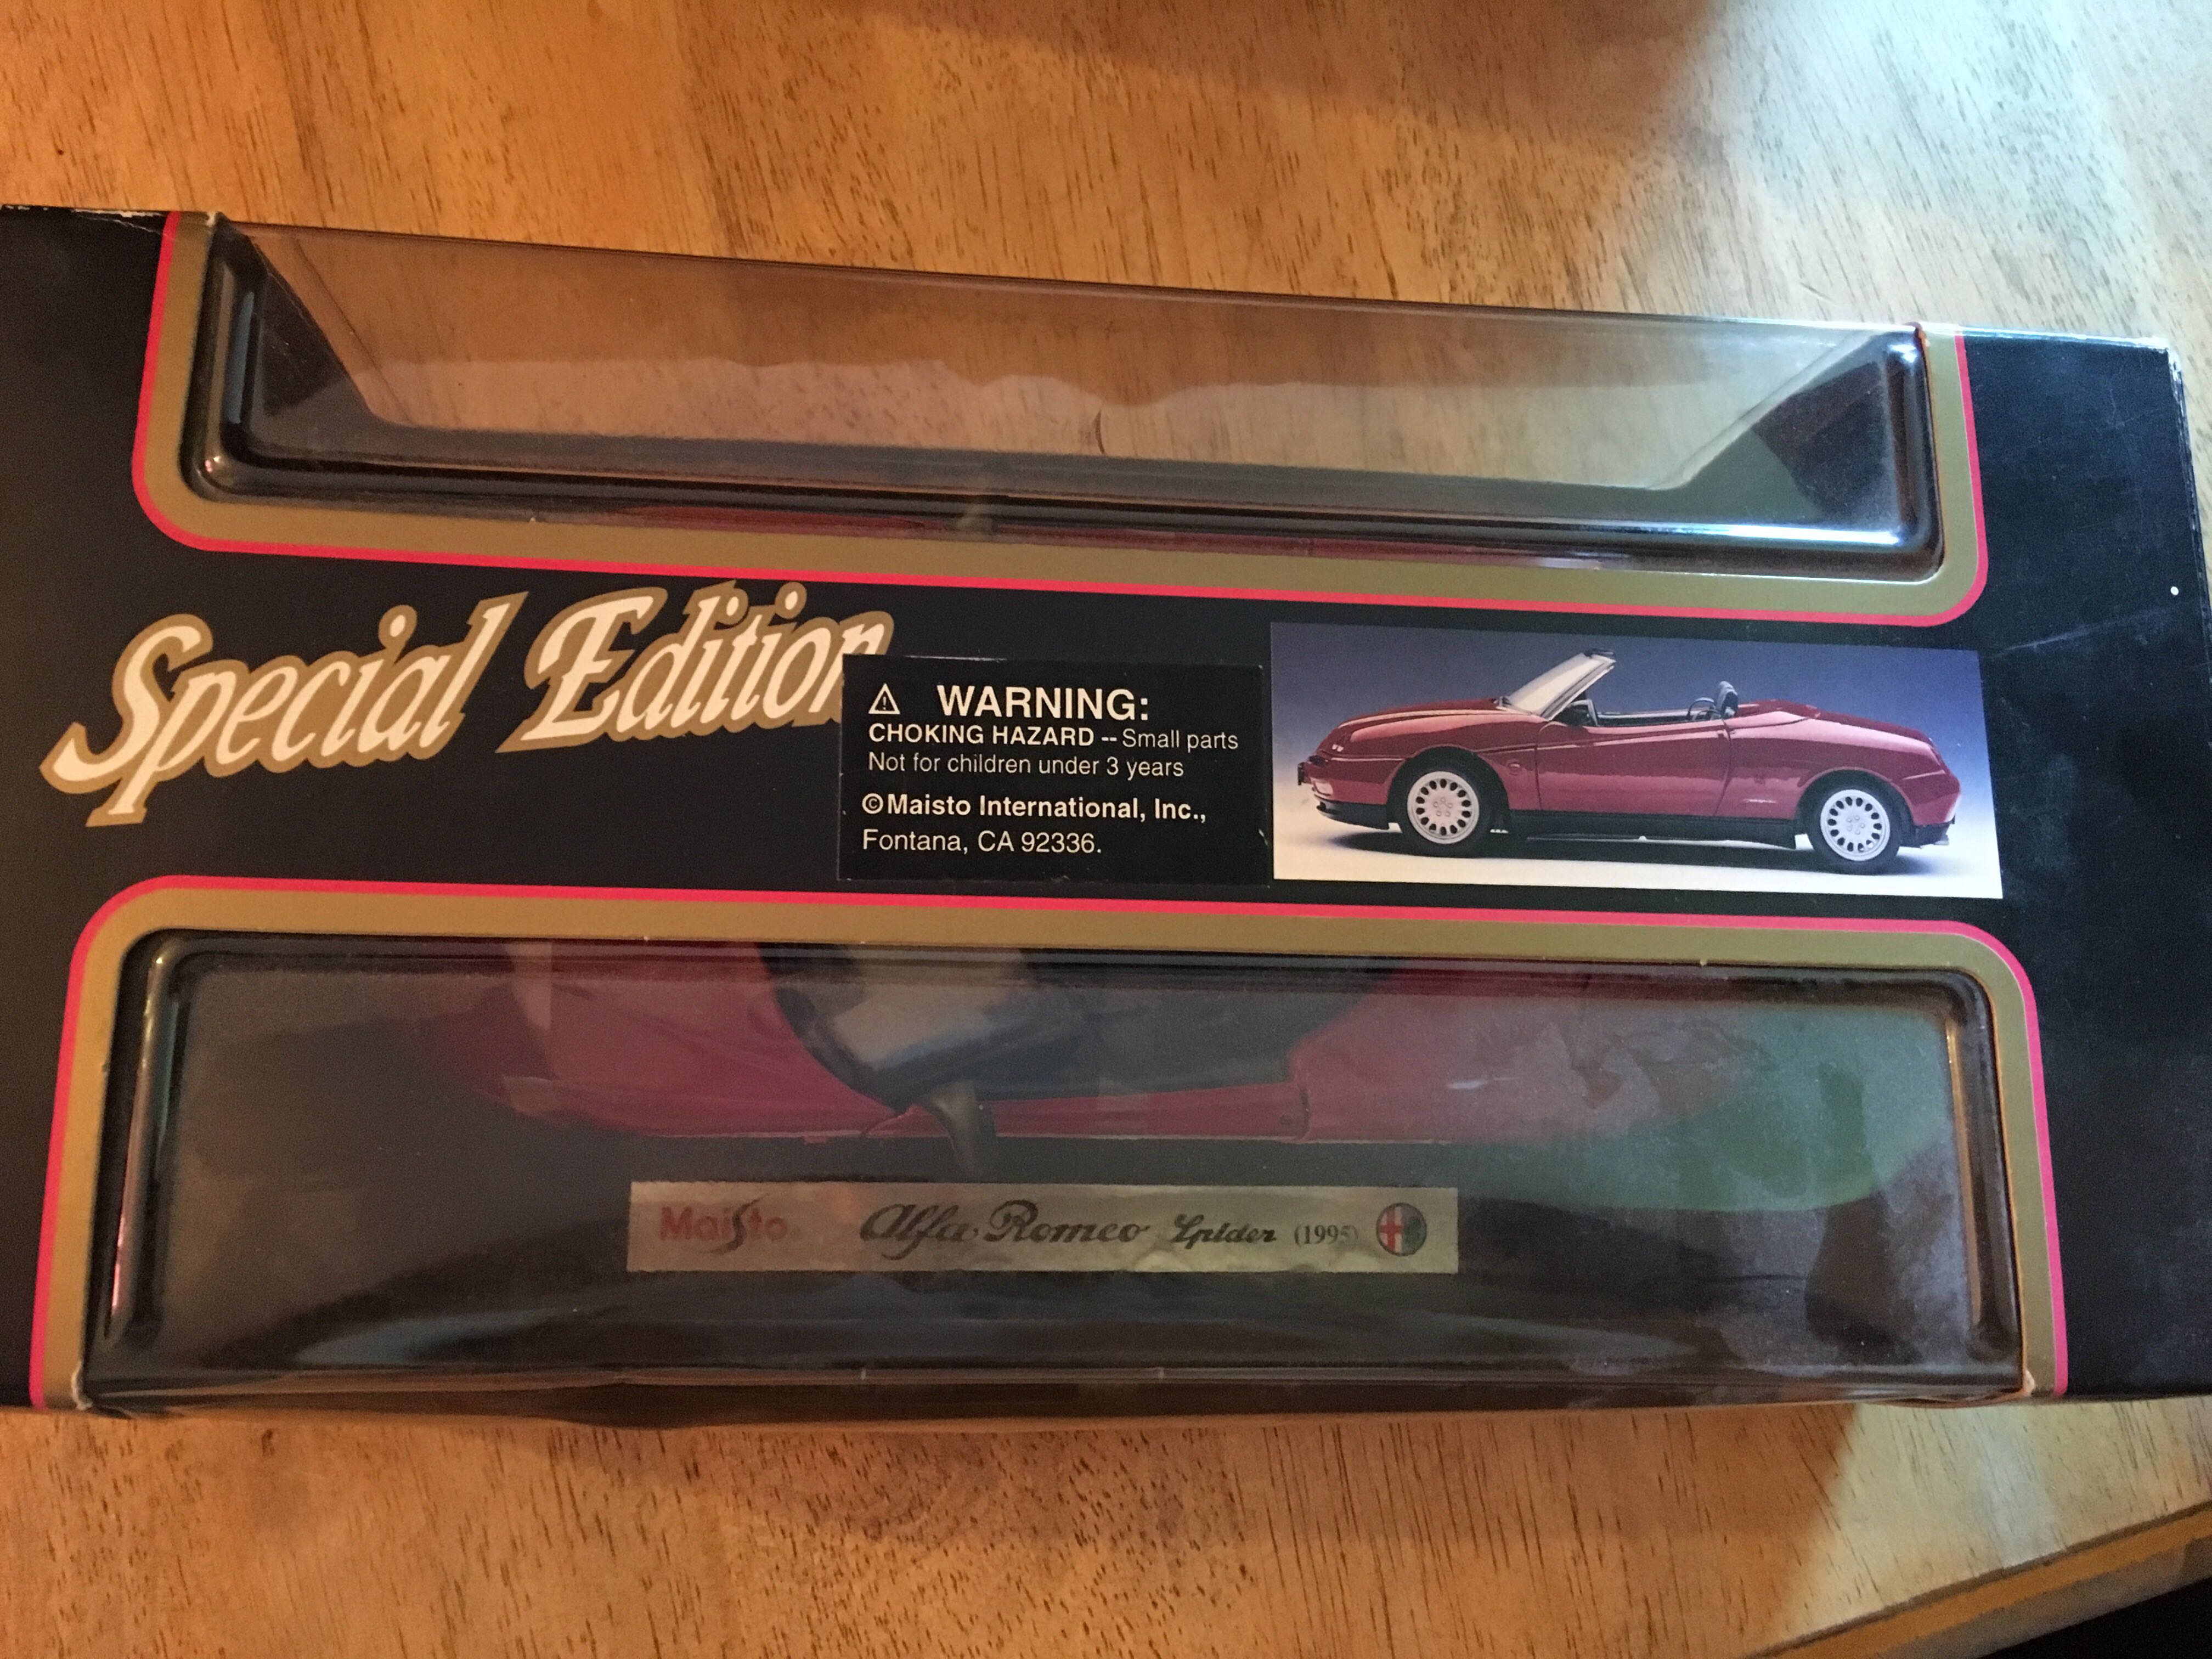 Special Edition
WARNING:
CHOKING HAZARD -- Small parts
Not for children under 3 years
©Maisto International, Inc.,
Fontana, CA 92336.
Maisto Alfa Romeo Spider (1995)